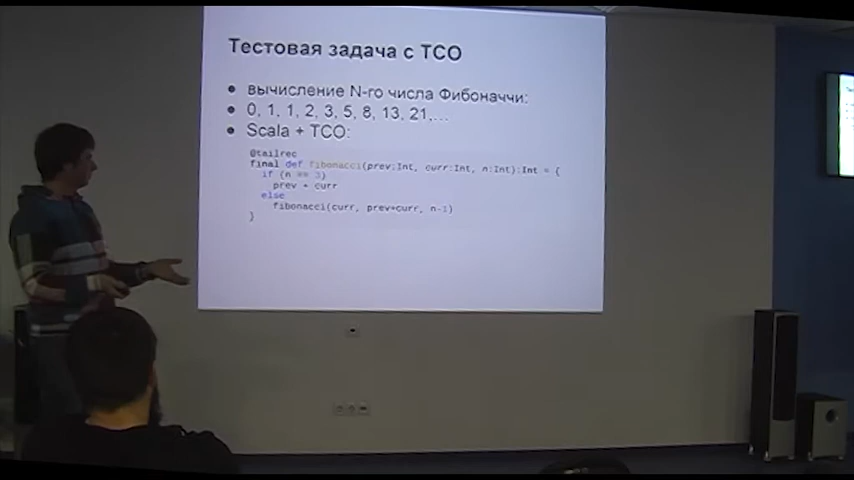 Тестовая задача с TCO
вычисление N-го числа Фибоначчи:
0, 1, 1, 2, 3, 5, 8, 13, 21,...
Scala + TCO:
@tailrec
final def fibonacci(prev:Int, curr:Int, n:Int):Int = {
if (n == 3)
prev + curr
else
fibonacci(curr, prev+curr, n-1)
}